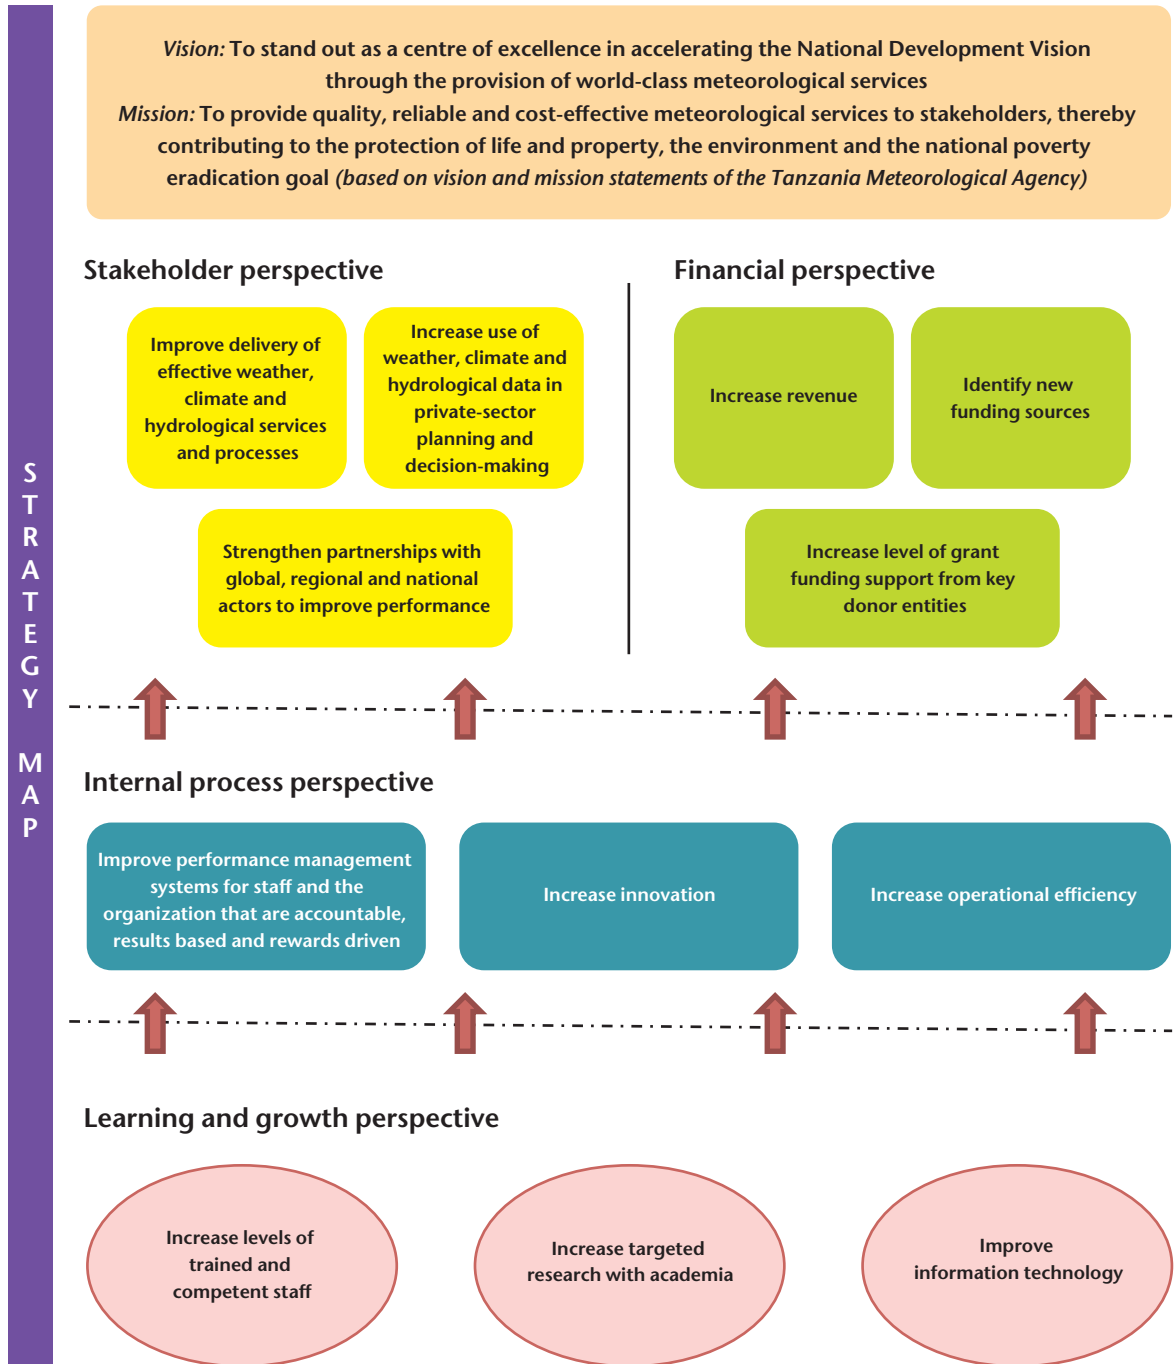 STRATEGY MAP
Vision: To stand out as a centre of excellence in accelerating the National Development Vision
through the provision of world-class meteorological services
Mission: To provide quality, reliable and cost-effective meteorological services to stakeholders, thereby
contributing to the protection of life and property, the environment and the national poverty
eradication goal (based on vision and mission statements of the Tanzania Meteorological Agency)
Stakeholder perspective
Improve delivery of
effective weather,
climate and
hydrological services
and processes
Increase use of
weather, climate and
hydrological data in
private-sector
planning and
decision-making
Strengthen partnerships with
global, regional and national
actors to improve performance
Financial perspective
Increase revenue
Identify new
funding sources
Increase level of grant
funding support from key
donor entities
Internal process perspective
Improve performance management
systems for staff and the
organization that are accountable,
results based and rewards driven
Increase innovation
Increase operational efficiency
Learning and growth perspective
Increase levels of
trained and
competent staff
Increase targeted
research with academia
Improve
information technology